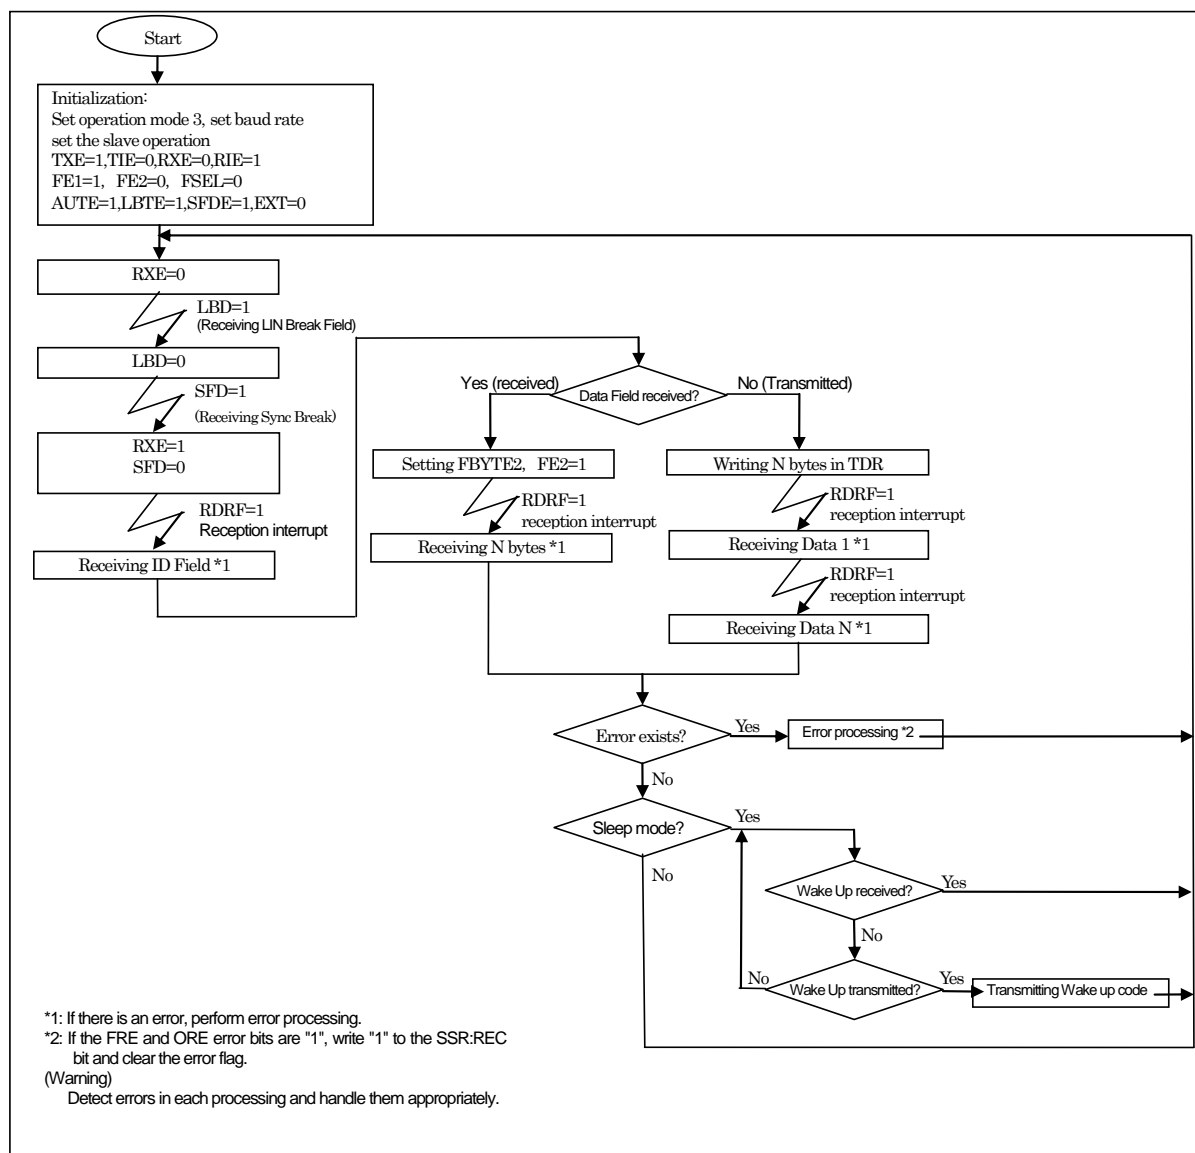 Start
Initialization:
Set operation mode 3, set baud rate
set the slave operation
TXE=1,TIE=0,RXE=0,RIE=1
FE1=1, FE2=0, FSEL=0
AUTE=1,LBTE=1,SFDE=1,EXT=0
RXE=0
LBD=1
(Receiving LIN Break Field)
LBD=0
SFD=1
(Receiving Sync Break)
RXE=1
SFD=0
RDRF=1
Reception interrupt
Receiving ID Field *1
Data Field received?
Yes (received)
No (Transmitted)
Setting FBYTE2, FE2=1
RDRF=1
reception interrupt
Receiving N bytes *1
Writing N bytes in TDR
RDRF=1
reception interrupt
Receiving Data 1 *1
RDRF=1
reception interrupt
Receiving Data N *1
Error exists?
Yes
Error processing *2
No
Sleep mode?
Yes
No
Wake Up received?
Yes
No
Wake Up transmitted?
No
Yes
Transmitting Wake up code
*1: If there is an error, perform error processing.
*2: If the FRE and ORE error bits are "1", write "1" to the SSR:REC
bit and clear the error flag.
(Warning)
Detect errors in each processing and handle them appropriately.